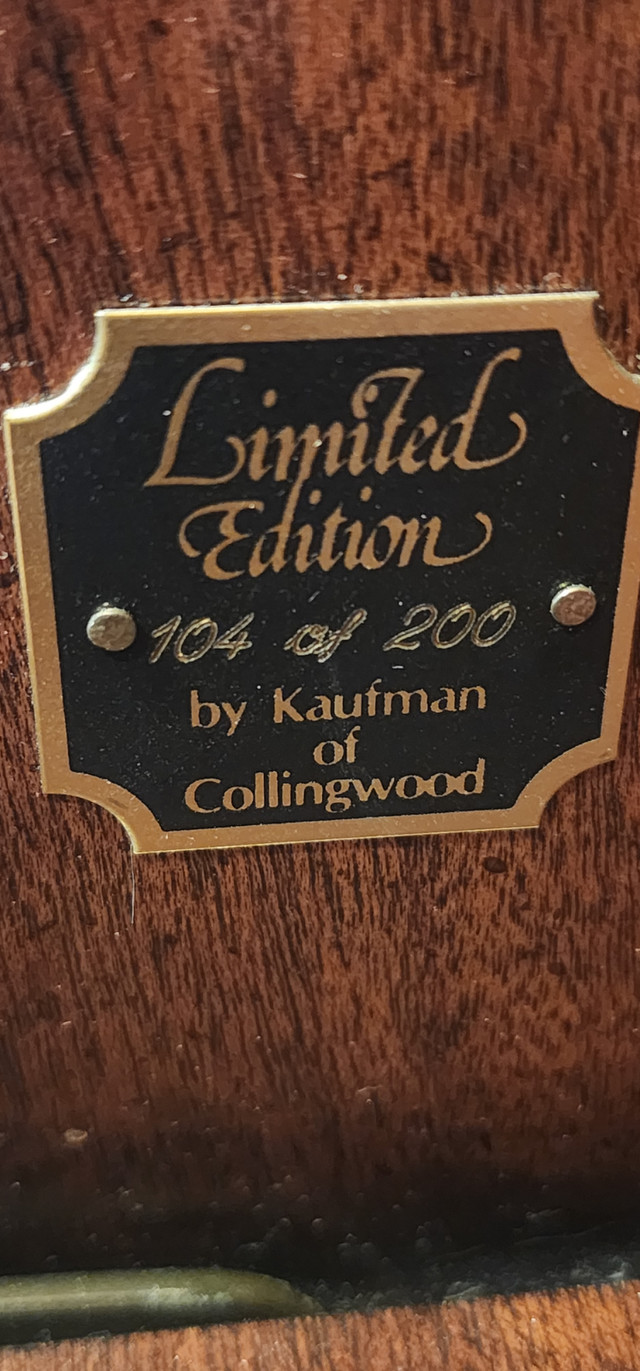 Limited
Edition
104 of 200
by Kaufman
of
Collingwood